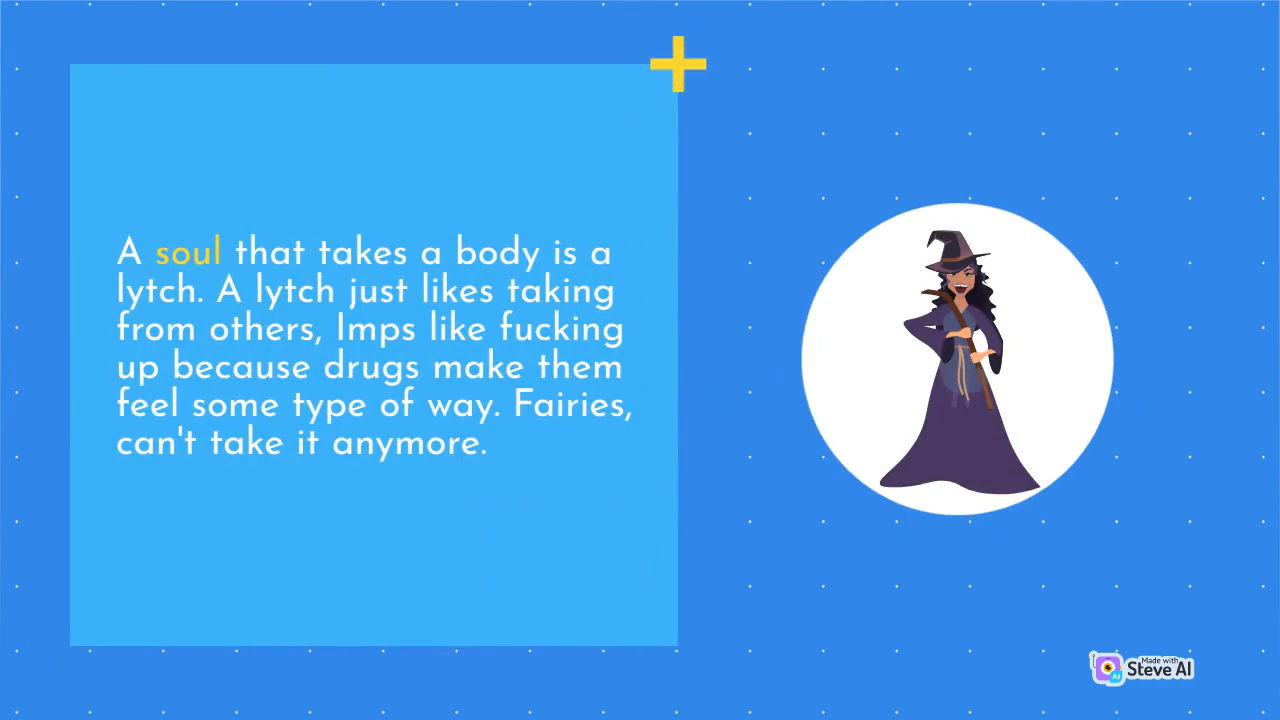 A soul that takes a body is a
lytch. A lytch just likes taking
from others, Imps like fucking
up because drugs make them
feel some type of way. Fairies,
can't take it anymore.
Made with
AI
Steve AI